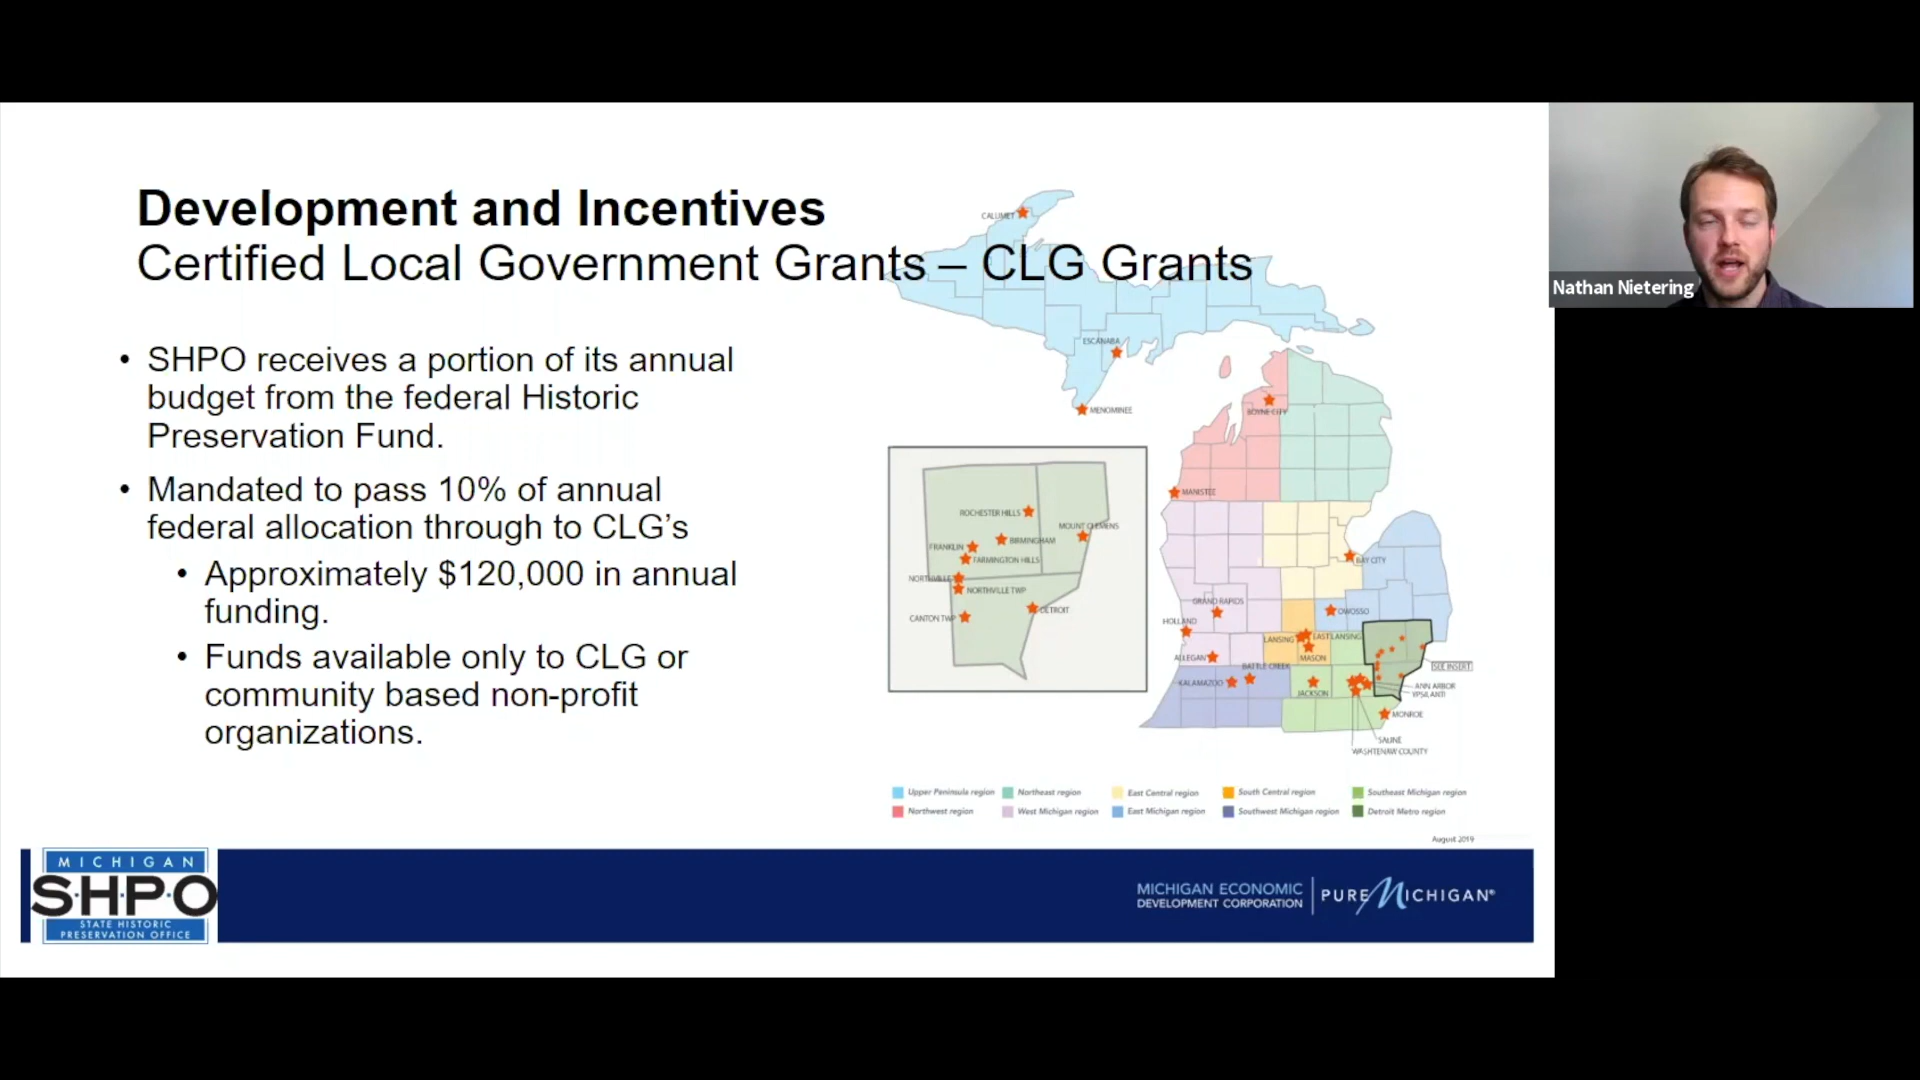 Development and Incentives
Certified Local Government Grants – CLG Grants
• SHPO receives a portion of its annual
budget from the federal Historic
Preservation Fund.
• Mandated to pass 10% of annual
federal allocation through to CLG’s
• Approximately $120,000 in annual
funding.
• Funds available only to CLG or
community based non-profit
organizations.
CALUMET
ESCANABA
MENOMINEE
BOYNE CITY
MANISTEE
BAY CITY
GRAND RAPIDS
OWOSSO
HOLLAND
LANSING
EAST LANSING
ALLEGAN
MASON
BATTLE CREEK
KALAMAZOO
JACKSON
SEE INSERT
ANN ARBOR
YPSILANTI
MONROE
SALINE
WASHTENAW COUNTY
ROCHESTER HILLS
MOUNT CLEMENS
BIRMINGHAM
FRANKLIN
FARMINGTON HILLS
NORTHVILLE
NORTHVILLE TWP
DETROIT
CANTON TWP
Upper Peninsula region
Northeast region
East Central region
South Central region
Southeast Michigan region
Northwest region
West Michigan region
East Michigan region
Southwest Michigan region
Detroit Metro region
August 2019
MICHIGAN
S·H·P·O
STATE HISTORIC
PRESERVATION OFFICE
MICHIGAN ECONOMIC
DEVELOPMENT CORPORATION
PURE MICHIGAN®
Nathan Nietering